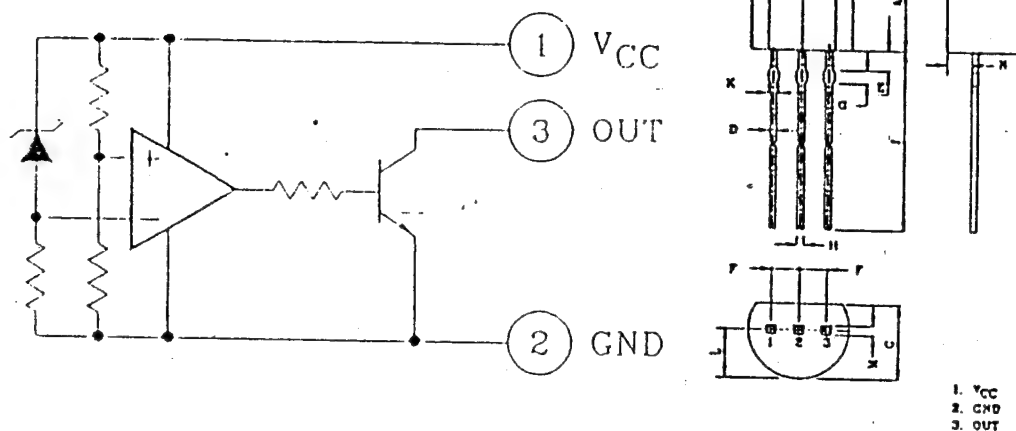 1 VCC
3 OUT
2 GND
+
−
N
K
D
G
E
J
H
F F
1 2 3
L
M
C
1. VCC
2. GND
3. OUT